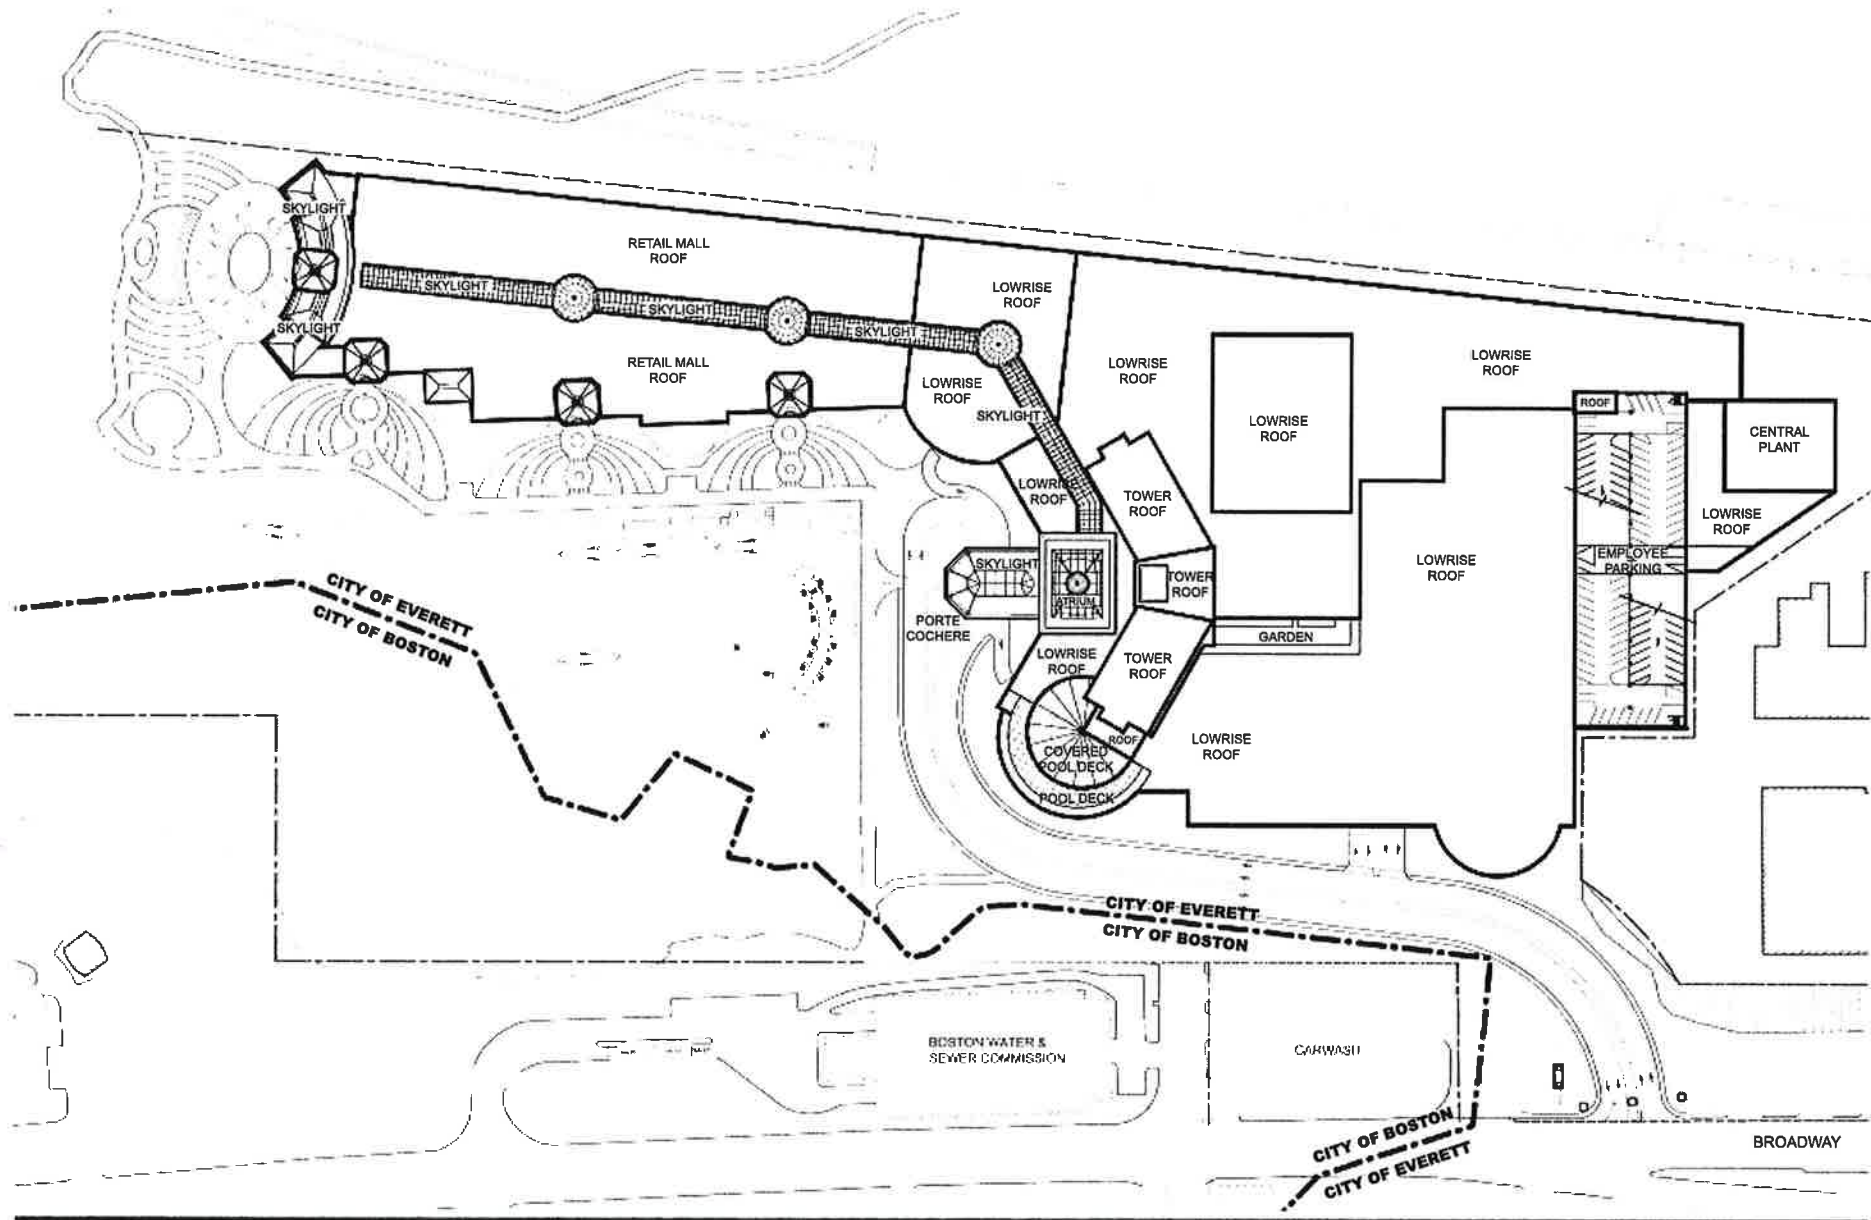 SKYLIGHT
RETAIL MALL
ROOF
SKYLIGHT
SKYLIGHT
SKYLIGHT
SKYLIGHT
RETAIL MALL
ROOF
LOWRISE
ROOF
LOWRISE
ROOF
SKYLIGHT
LOWRISE
ROOF
LOWRISE
ROOF
LOWRISE
ROOF
ROOF
CENTRAL
PLANT
LOWRISE
ROOF
TOWER
ROOF
LOWRISE
ROOF
LOWRISE
ROOF
EMPLOYEE
PARKING
SKYLIGHT
ATRIUM
TOWER
ROOF
PORTE
COCHERE
GARDEN
LOWRISE
ROOF
TOWER
ROOF
ROOF
COVERED
POOL DECK
POOL DECK
LOWRISE
ROOF
CITY OF EVERETT
CITY OF BOSTON
CITY OF EVERETT
CITY OF BOSTON
BOSTON WATER &
SEWER COMMISSION
CARWASH
CITY OF BOSTON
CITY OF EVERETT
BROADWAY